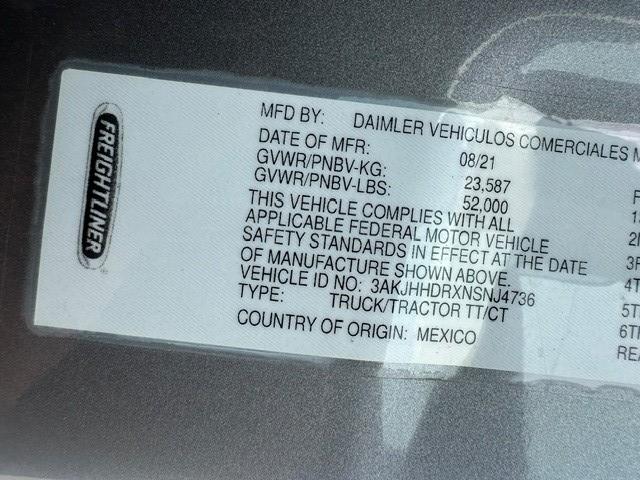 FREIGHTLINER
MFD BY: DAIMLER VEHICULOS COMERCIALES
DATE OF MFR: 08/21
GVWR/PNBV-KG: 23,587
GVWR/PNBV-LBS: 52,000
THIS VEHICLE COMPLIES WITH ALL
APPLICABLE FEDERAL MOTOR VEHICLE
SAFETY STANDARDS IN EFFECT AT THE DATE
OF MANUFACTURE SHOWN ABOVE.
VEHICLE ID NO: 3AKJHHDRXNSNJ4736
TYPE: TRUCK/TRACTOR TT/CT
COUNTRY OF ORIGIN: MEXICO